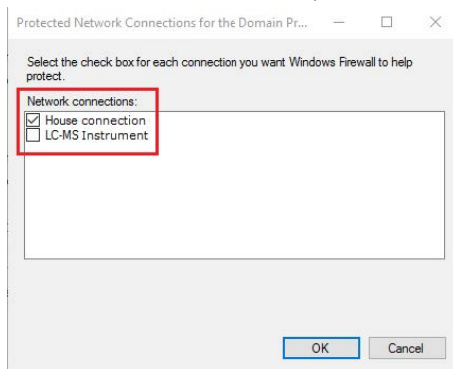 Protected Network Connections for the Domain Pr...
Select the check box for each connection you want Windows Firewall to help
protect.
Network connections:
House connection
LC-MS Instrument
OK
Cancel